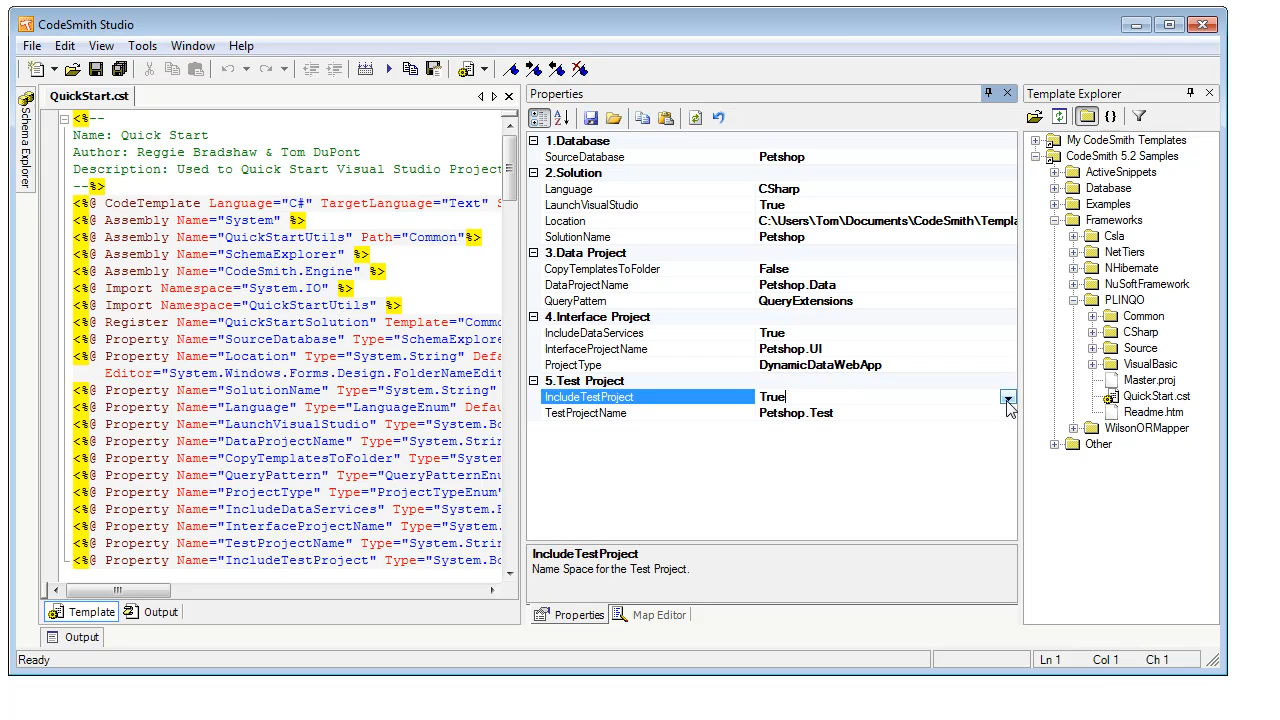 CodeSmith Studio
File Edit View Tools Window Help
QuickStart.cst
Schema Explorer
<%--
Name: Quick Start
Author: Reggie Bradshaw & Tom DuPont
Description: Used to Quick Start Visual Studio Project
--%>
<%@ CodeTemplate Language="C#" TargetLanguage="Text" S
<%@ Assembly Name="System" %>
<%@ Assembly Name="QuickStartUtils" Path="Common"%>
<%@ Assembly Name="SchemaExplorer" %>
<%@ Assembly Name="CodeSmith.Engine" %>
<%@ Import Namespace="System.IO" %>
<%@ Import Namespace="QuickStartUtils" %>
<%@ Register Name="QuickStartSolution" Template="Commo
<%@ Property Name="SourceDatabase" Type="SchemaExplore
<%@ Property Name="Location" Type="System.String" Defa
Editor="System.Windows.Forms.Design.FolderNameEdit
<%@ Property Name="SolutionName" Type="System.String"
<%@ Property Name="Language" Type="LanguageEnum" Defau
<%@ Property Name="LaunchVisualStudio" Type="System.Bo
<%@ Property Name="DataProjectName" Type="System.Strin
<%@ Property Name="CopyTemplatesToFolder" Type="System
<%@ Property Name="QueryPattern" Type="QueryPatternEnu
<%@ Property Name="ProjectType" Type="ProjectTypeEnum"
<%@ Property Name="IncludeDataServices" Type="System.B
<%@ Property Name="InterfaceProjectName" Type="System.
<%@ Property Name="TestProjectName" Type="System.Strin
<%@ Property Name="IncludeTestProject" Type="System.Bo
Template Output
Output
Properties
1.Database
SourceDatabase Petshop
2.Solution
Language CSharp
LaunchVisualStudio True
Location C:\Users\Tom\Documents\CodeSmith\Templa
SolutionName Petshop
3.Data Project
CopyTemplatesToFolder False
DataProjectName Petshop.Data
QueryPattern QueryExtensions
4.Interface Project
IncludeDataServices True
InterfaceProjectName Petshop.UI
ProjectType DynamicDataWebApp
5.Test Project
IncludeTestProject True
TestProjectName Petshop.Test
IncludeTestProject
Name Space for the Test Project.
Properties Map Editor
Template Explorer
My CodeSmith Templates
CodeSmith 5.2 Samples
ActiveSnippets
Database
Examples
Frameworks
Csla
NetTiers
NHibernate
NuSoftFramework
PLINQO
Common
CSharp
Source
VisualBasic
Master.proj
QuickStart.cst
Readme.htm
WilsonORMapper
Other
Ready Ln 1 Col 1 Ch 1